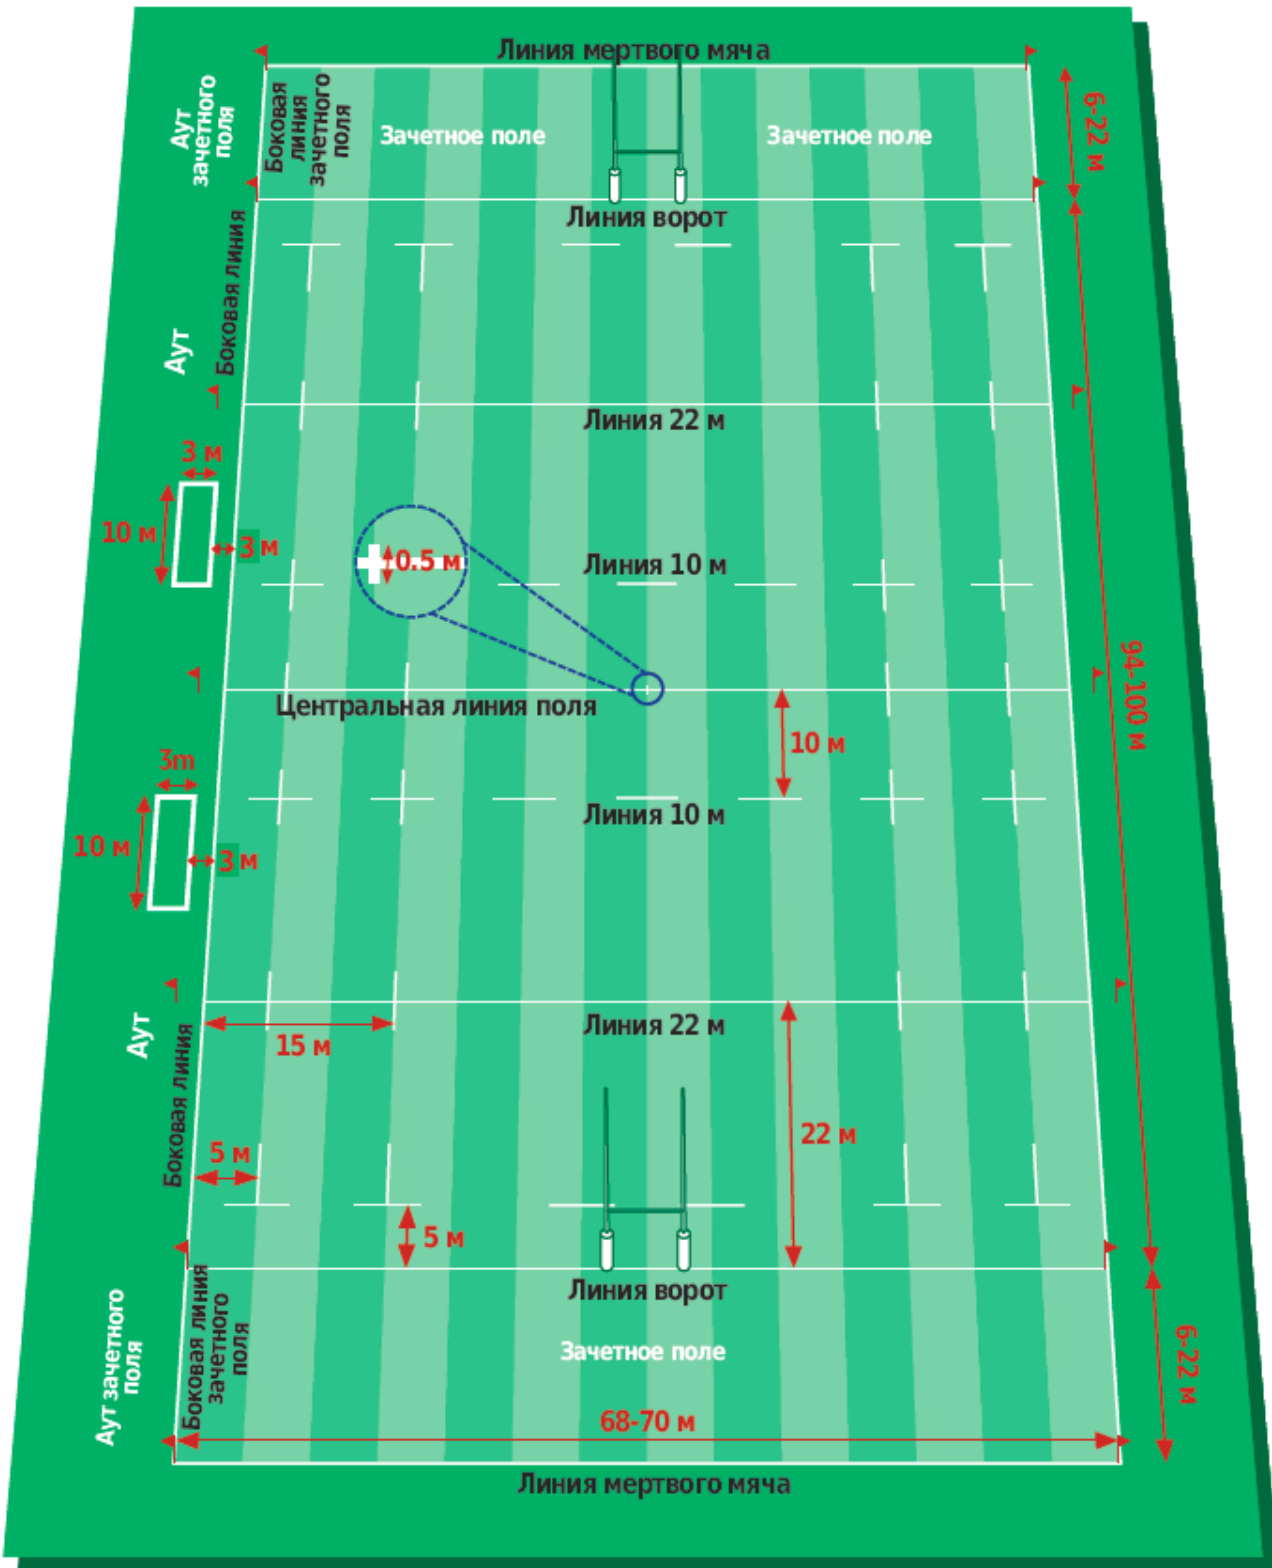 Линия мертвого мяча
Аут
зачетного
поля
Боковая
линия
зачетного
поля
Зачетное поле
Зачетное поле
6-22 м
Линия ворот
Боковая линия
Аут
Линия 22 м
3 м
10 м
3 м
0.5 м
Линия 10 м
94-100 м
Центральная линия поля
10 м
3m
Линия 10 м
10 м
3 м
Аут
Линия 22 м
15 м
Боковая линия
22 м
5 м
5 м
Линия ворот
Аут зачетного
поля
Боковая линия
зачетного
поля
Зачетное поле
6-22 м
68-70 м
Линия мертвого мяча